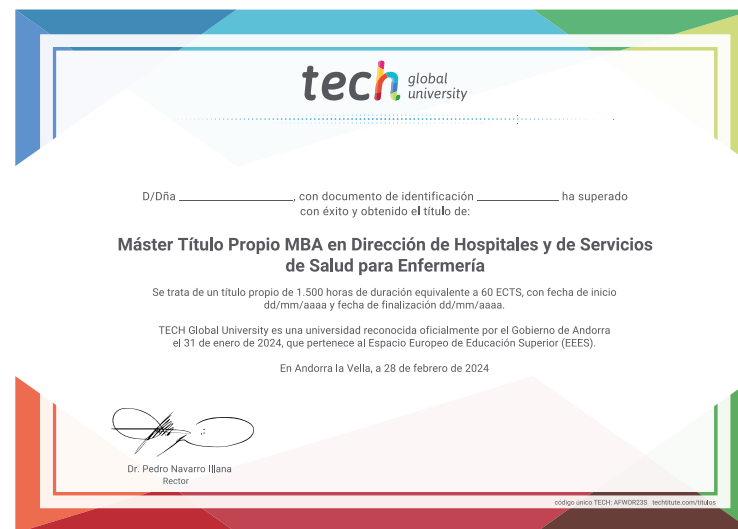 tech global university
D/Dña ______________, con documento de identificación ______________ ha superado
con éxito y obtenido el título de:
Máster Título Propio MBA en Dirección de Hospitales y de Servicios
de Salud para Enfermería
Se trata de un título propio de 1.500 horas de duración equivalente a 60 ECTS, con fecha de inicio
dd/mm/aaaa y fecha de finalización dd/mm/aaaa.
TECH Global University es una universidad reconocida oficialmente por el Gobierno de Andorra
el 31 de enero de 2024, que pertenece al Espacio Europeo de Educación Superior (EEES).
En Andorra la Vella, a 28 de febrero de 2024
Dr. Pedro Navarro Illana
Rector
código único TECH: AFWOR23S techtitute.com/titulos